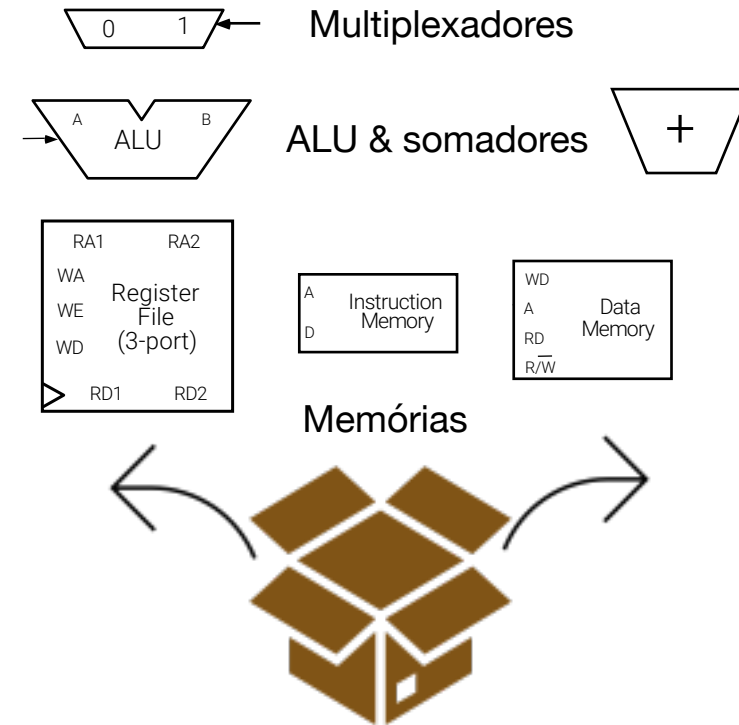 0 1 Multiplexadores
A B
ALU
ALU & somadores
+
RA1 RA2
WA
WE
WD
Register
File
(3-port)
RD1 RD2
A
D
Instruction
Memory
WD
A
RD
R/W̅
Data
Memory
Memórias